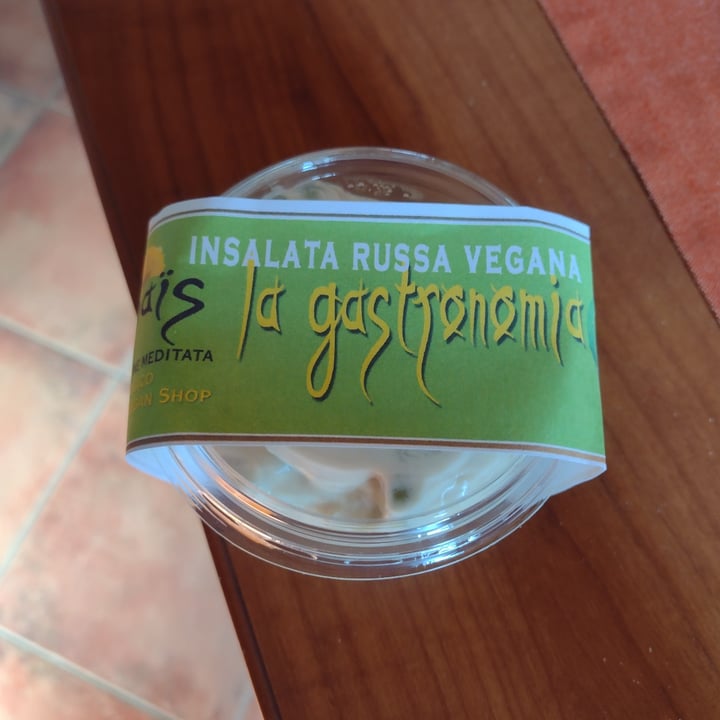 INSALATA RUSSA VEGANA
la gastronomia
MEDITATA
SHOP